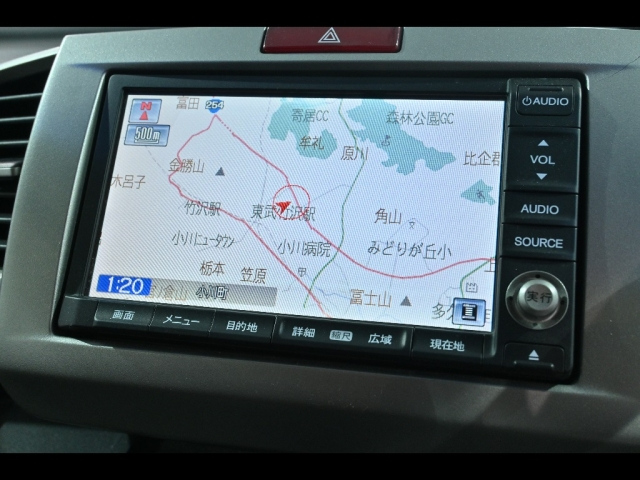 富田 254
寄居CC
森林公園GC
AUDIO
N
500m
牟礼
原川
比企郡
VOL
金勝山
木呂子
竹沢駅
東武竹沢駅
角山
AUDIO
小川ヒュータウン
小川病院
みどりが丘小
SOURCE
栃本
笠原
1:20
小川町
富士山
実行
画面
メニュー
目的地
詳細
縮尺
広域
現在地